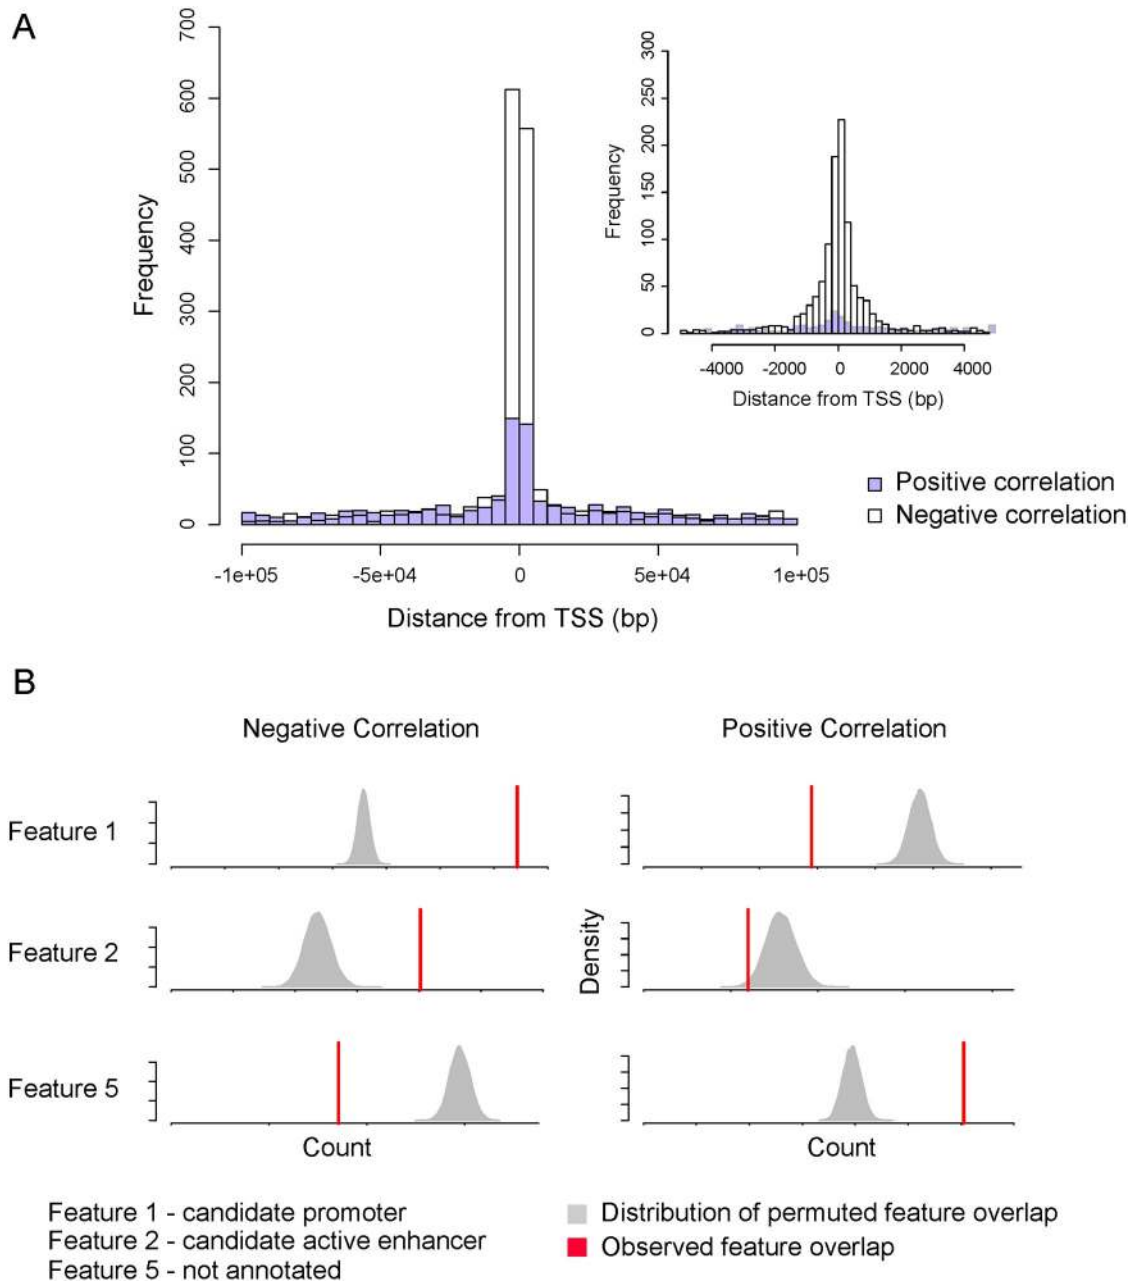 A
700
600
500
400
300
200
100
0
Frequency
-1e+05 -5e+04 0 5e+04 1e+05
Distance from TSS (bp)
300
250
200
150
100
50
0
Frequency
-4000 -2000 0 2000 4000
Distance from TSS (bp)
Positive correlation
Negative correlation
B
Negative Correlation Positive Correlation
Feature 1
Feature 2
Density
Feature 5
Count Count
Feature 1 - candidate promoter
Feature 2 - candidate active enhancer
Feature 5 - not annotated
Distribution of permuted feature overlap
Observed feature overlap